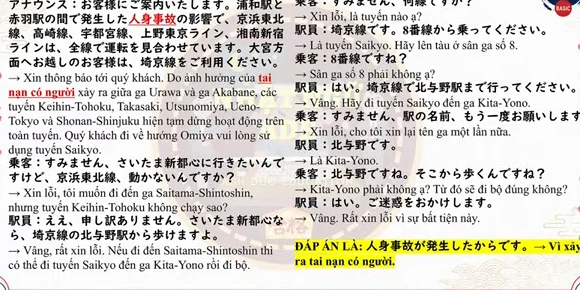 アナウンス：お客様にご案内いたします。浦和駅と
赤羽駅の間で発生した人身事故の影響で、京浜東北
線、高崎線、宇都宮線、上野東京ライン、湘南新宿
ラインは、全線で運転を見合わせています。大宮方
面へお越しのお客様は、埼京線をご利用ください。
→ Xin thông báo tới quý khách. Do ảnh hưởng của tai
nạn có người xảy ra giữa ga Urawa và ga Akabane, các
tuyến Keihin-Tohoku, Takasaki, Utsunomiya, Ueno-
Tokyo và Shonan-Shinjuku hiện tạm dừng hoạt động trên
toàn tuyến. Quý khách đi về hướng Omiya vui lòng sử
dụng tuyến Saikyo.
乗客：すみません、さいたま新都心に行きたいんで
すけど、京浜東北線、動かないんですか？
→ Xin lỗi, tôi muốn đi đến ga Saitama-Shintoshin,
nhưng tuyến Keihin-Tohoku không chạy sao?
駅員：ええ、申し訳ありません。さいたま新都心な
ら、埼京線の北与野駅から歩けますよ。
→ Vâng, rất xin lỗi. Nếu đi đến Saitama-Shintoshin thì
có thể đi tuyến Saikyo đến ga Kita-Yono rồi đi bộ.
乗客：すみません、何線ですか？
→ Xin lỗi, là tuyến nào ạ?
駅員：埼京線です。8番線から乗ってください。
→ Là tuyến Saikyo. Hãy lên tàu ở sân ga số 8.
乗客：8番線ですね？
→ Sân ga số 8 phải không ạ?
駅員：はい。埼京線で北与野駅まで行ってください。
→ Vâng. Hãy đi tuyến Saikyo đến ga Kita-Yono.
乗客：すみません、駅の名前、もう一度お願いします
→ Xin lỗi, cho tôi xin lại tên ga một lần nữa.
駅員：北与野です。
→ Là Kita-Yono.
乗客：北与野ですね。そこから歩くんですね？
→ Kita-Yono phải không ạ? Từ đó sẽ đi bộ đúng không?
駅員：はい。ご迷惑をおかけします。
→ Vâng. Rất xin lỗi vì sự bất tiện này.
ĐÁP ÁN LÀ: 人身事故が発生したからです。→ Vì xảy
ra tai nạn có người.
BASIC